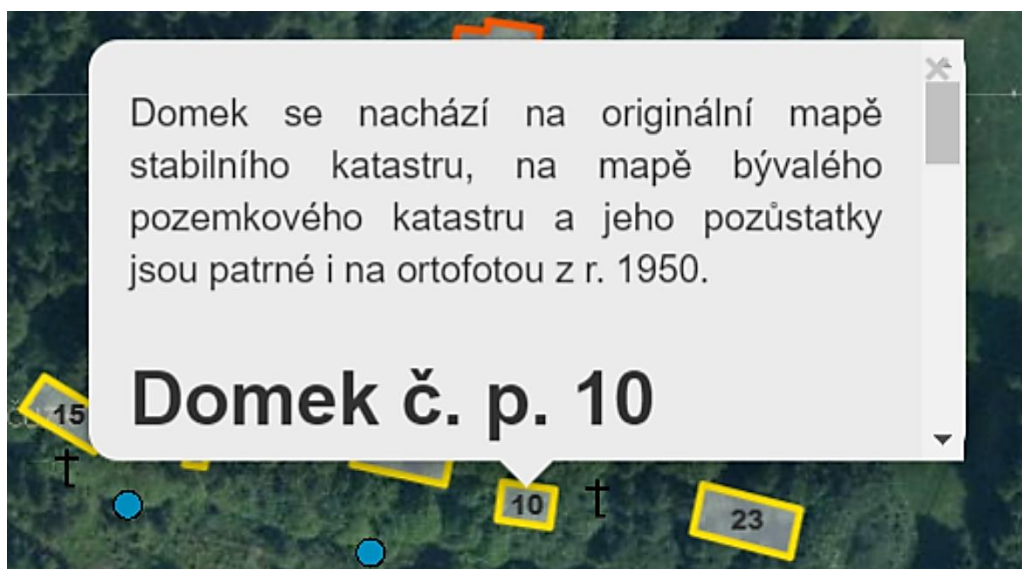 Domek se nachází na originální mapě
stabilního katastru, na mapě bývalého
pozemkového katastru a jeho pozůstatky
jsou patrné i na ortofotou z r. 1950.
Domek č. p. 10
15
10
23